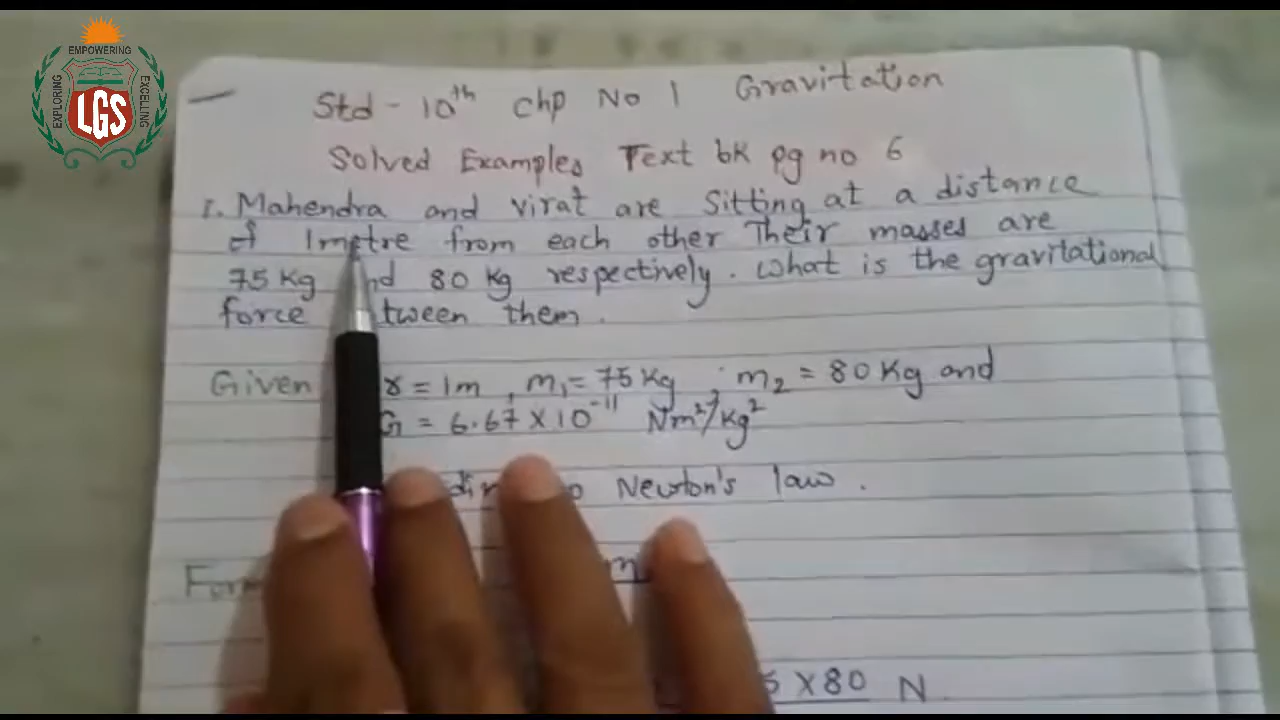 EMPOWERING
EXPLORING
EXCELLING
LGS
Std - 10th Chp No 1 Gravitation
Solved Examples Text bk pg no 6
1. Mahendra and Virat are Sitting at a distance
of 1metre from each other Their masses are
75 Kg nd 80 Kg respectively. What is the gravitational
force tween them.
Given r = 1m, m₁ = 75 Kg, m₂ = 80 Kg and
G = 6.67 X 10⁻¹¹ Nm²/Kg²
Newton's law.
X 80 N